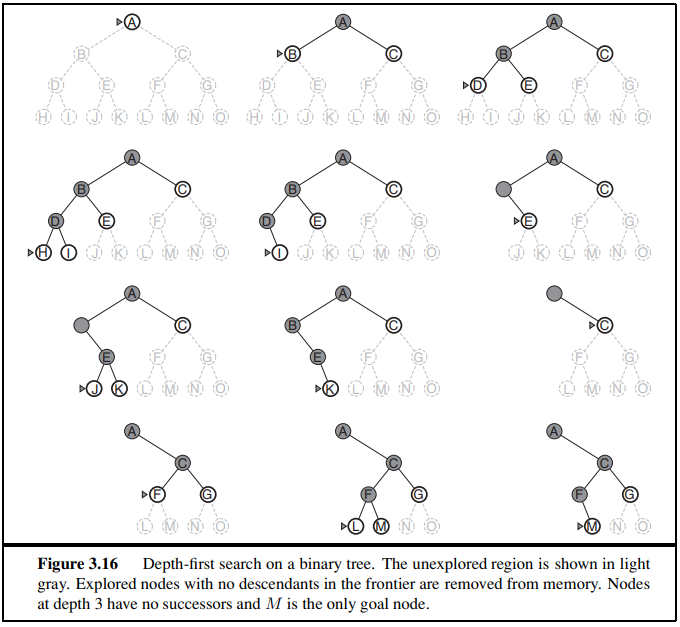 A A A
B C B C B C
D E F G D E F G D E F G
H I J K L M N O H I J K L M N O H I J K L M N O
A A A
B C B C C
D E F G D E F G E F G
H I J K L M N O I J K L M N O J K L M N O
A A
C B C C
E F G E F G F G
J K L M N O K L M N O L M N O
A A A
C C C
F G F G F G
L M N O L M N O M N O
Figure 3.16 Depth-first search on a binary tree. The unexplored region is shown in light
gray. Explored nodes with no descendants in the frontier are removed from memory. Nodes
at depth 3 have no successors and M is the only goal node.